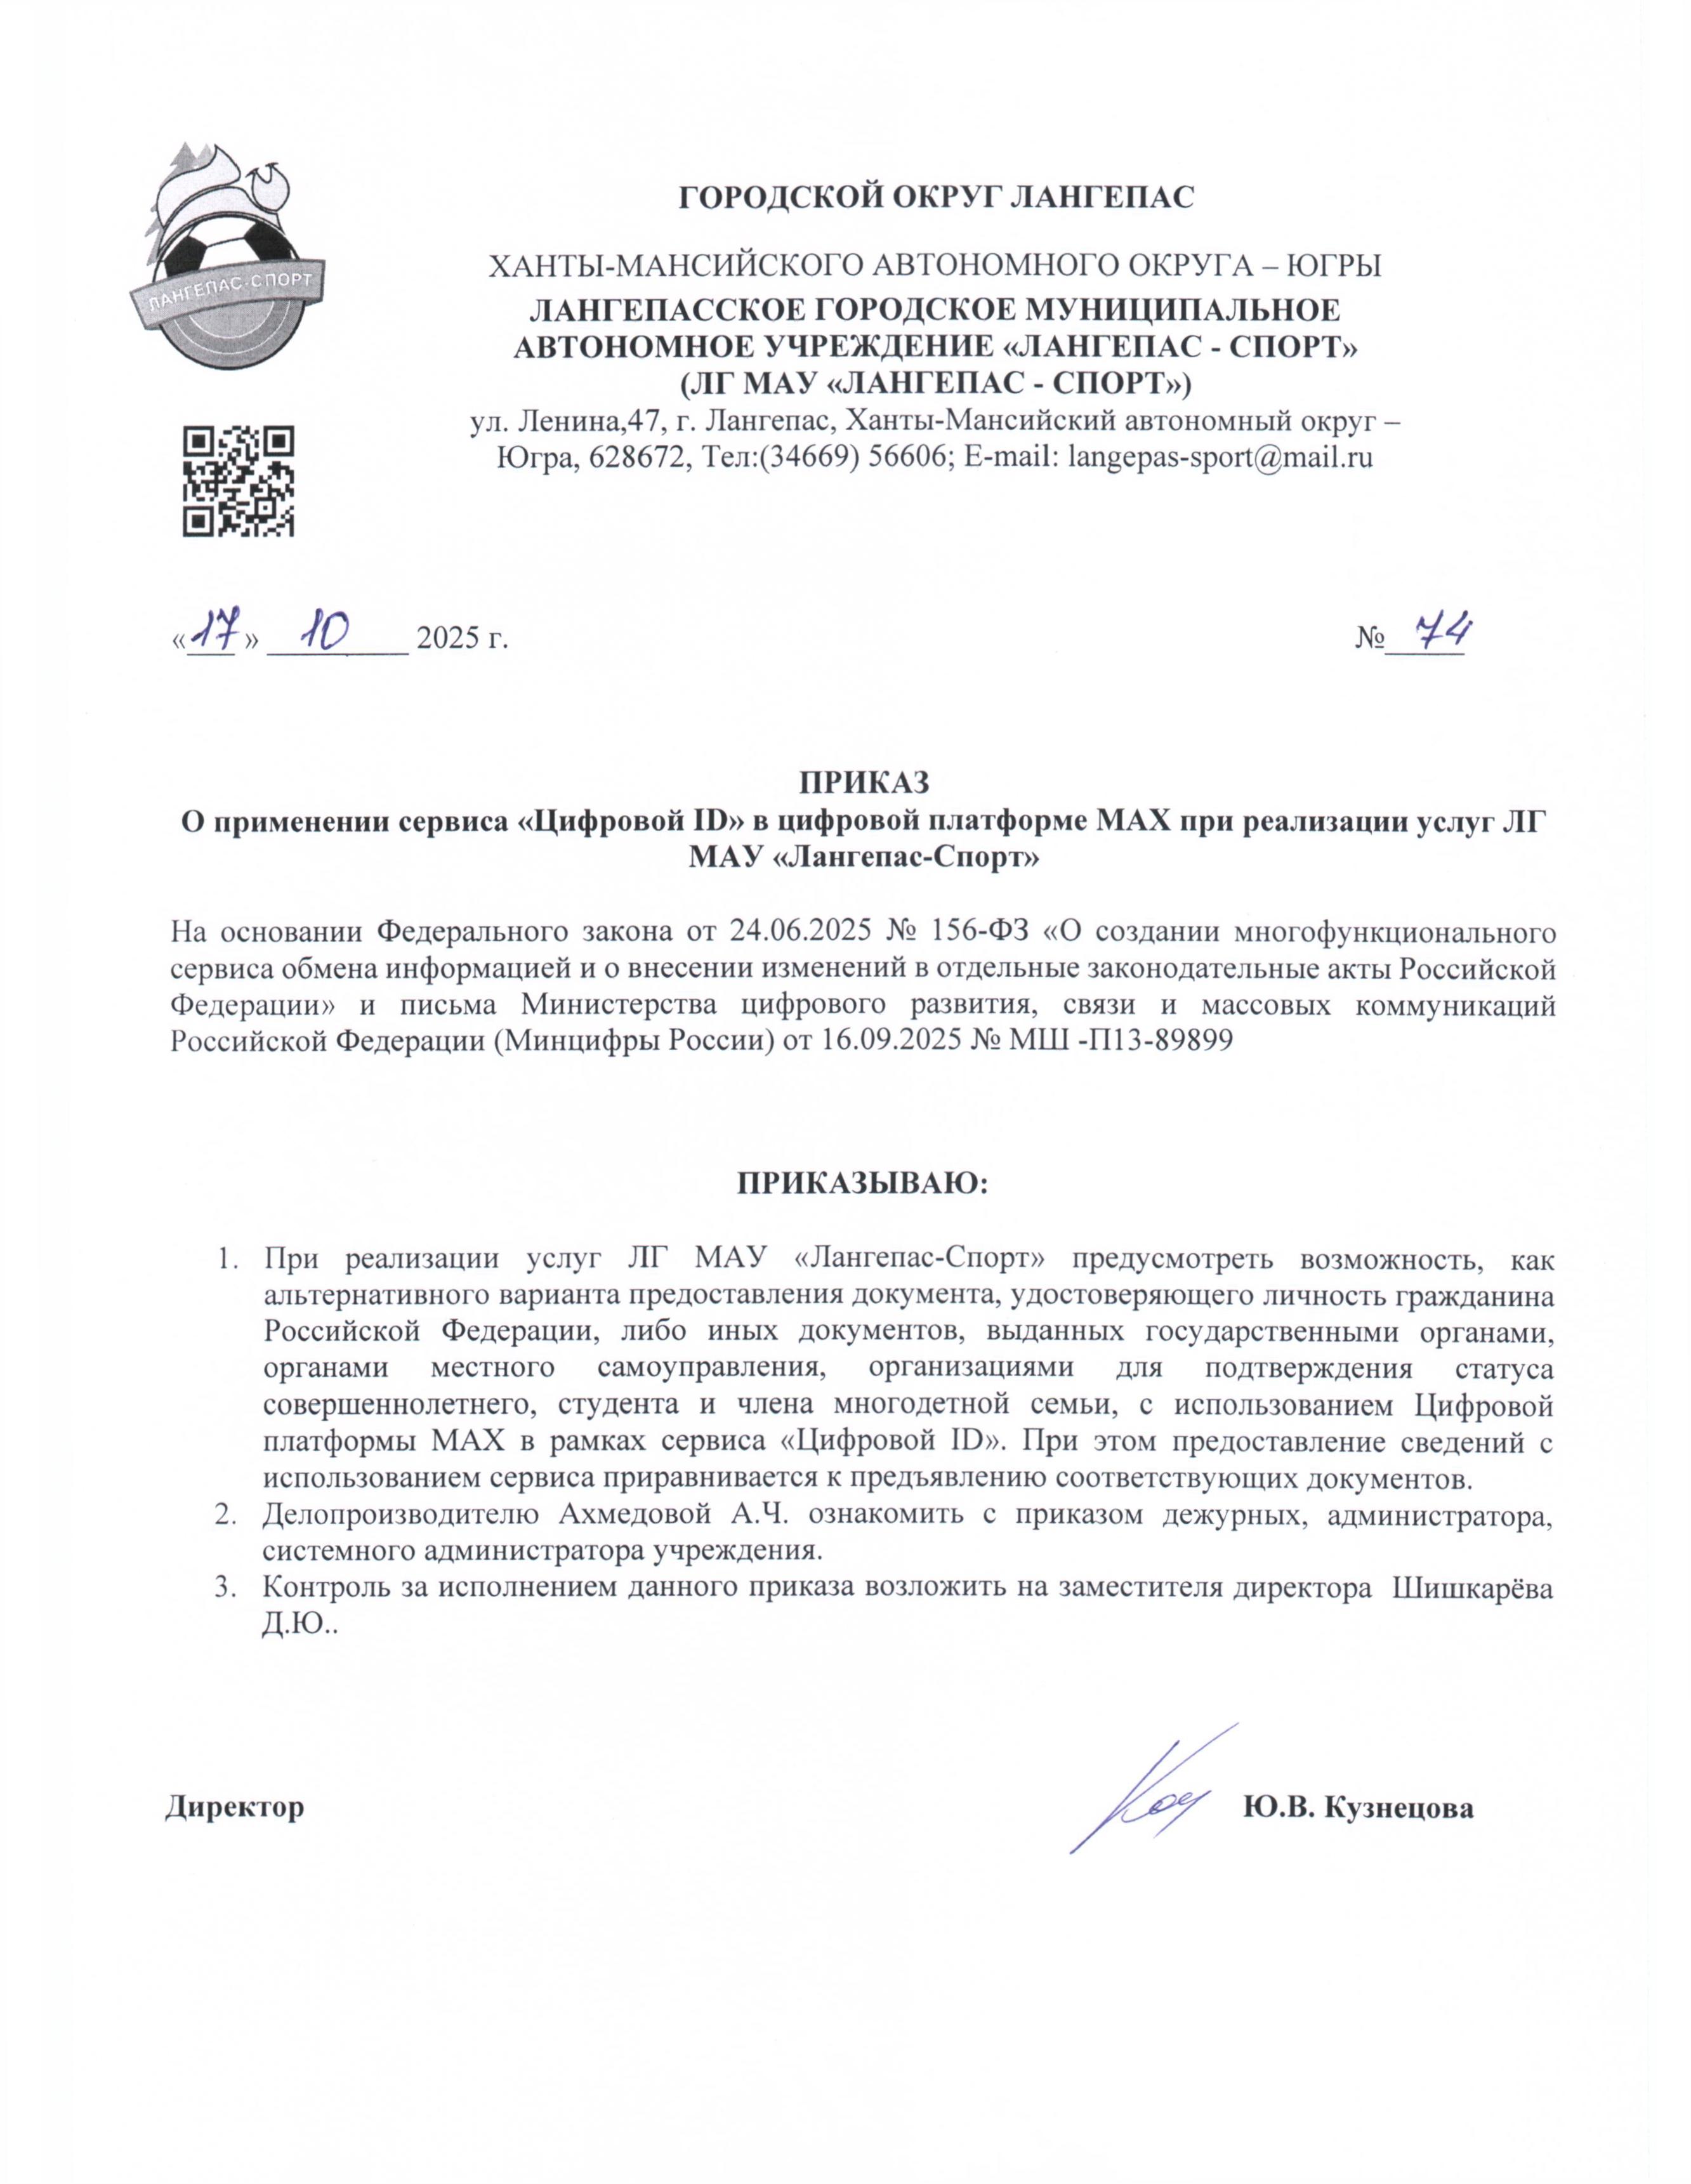 ЛАНГЕПАС-СПОРТ
ГОРОДСКОЙ ОКРУГ ЛАНГЕПАС
ХАНТЫ-МАНСИЙСКОГО АВТОНОМНОГО ОКРУГА – ЮГРЫ
ЛАНГЕПАССКОЕ ГОРОДСКОЕ МУНИЦИПАЛЬНОЕ
АВТОНОМНОЕ УЧРЕЖДЕНИЕ «ЛАНГЕПАС - СПОРТ»
(ЛГ МАУ «ЛАНГЕПАС - СПОРТ»)
ул. Ленина,47, г. Лангепас, Ханты-Мансийский автономный округ –
Югра, 628672, Тел:(34669) 56606; E-mail: langepas-sport@mail.ru
«17» 10 2025 г. № 74
ПРИКАЗ
О применении сервиса «Цифровой ID» в цифровой платформе MAX при реализации услуг ЛГ
МАУ «Лангепас-Спорт»
На основании Федерального закона от 24.06.2025 № 156-ФЗ «О создании многофункционального
сервиса обмена информацией и о внесении изменений в отдельные законодательные акты Российской
Федерации» и письма Министерства цифрового развития, связи и массовых коммуникаций
Российской Федерации (Минцифры России) от 16.09.2025 № МШ -П13-89899
ПРИКАЗЫВАЮ:
1. При реализации услуг ЛГ МАУ «Лангепас-Спорт» предусмотреть возможность, как
альтернативного варианта предоставления документа, удостоверяющего личность гражданина
Российской Федерации, либо иных документов, выданных государственными органами,
органами местного самоуправления, организациями для подтверждения статуса
совершеннолетнего, студента и члена многодетной семьи, с использованием Цифровой
платформы MAX в рамках сервиса «Цифровой ID». При этом предоставление сведений с
использованием сервиса приравнивается к предъявлению соответствующих документов.
2. Делопроизводителю Ахмедовой А.Ч. ознакомить с приказом дежурных, администратора,
системного администратора учреждения.
3. Контроль за исполнением данного приказа возложить на заместителя директора Шишкарёва
Д.Ю..
Директор Ю.В. Кузнецова